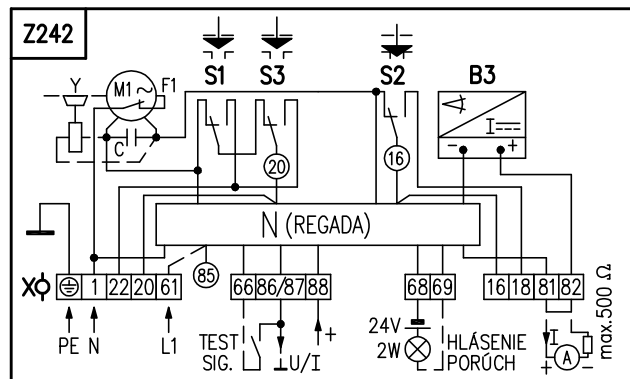 Z242
S1 S3 S2 B3
Y M1 ~ F1
C
I
- +
20 16
N (REGADA)
X 1 22 20 61 85 66 86/87 88 68 69 16 18 81 82
PE N L1
TEST SIG.
⊥U/I
+
24V
2W
HLÁSENIE
PORÚCH
I
A
+ -
max.500 Ω